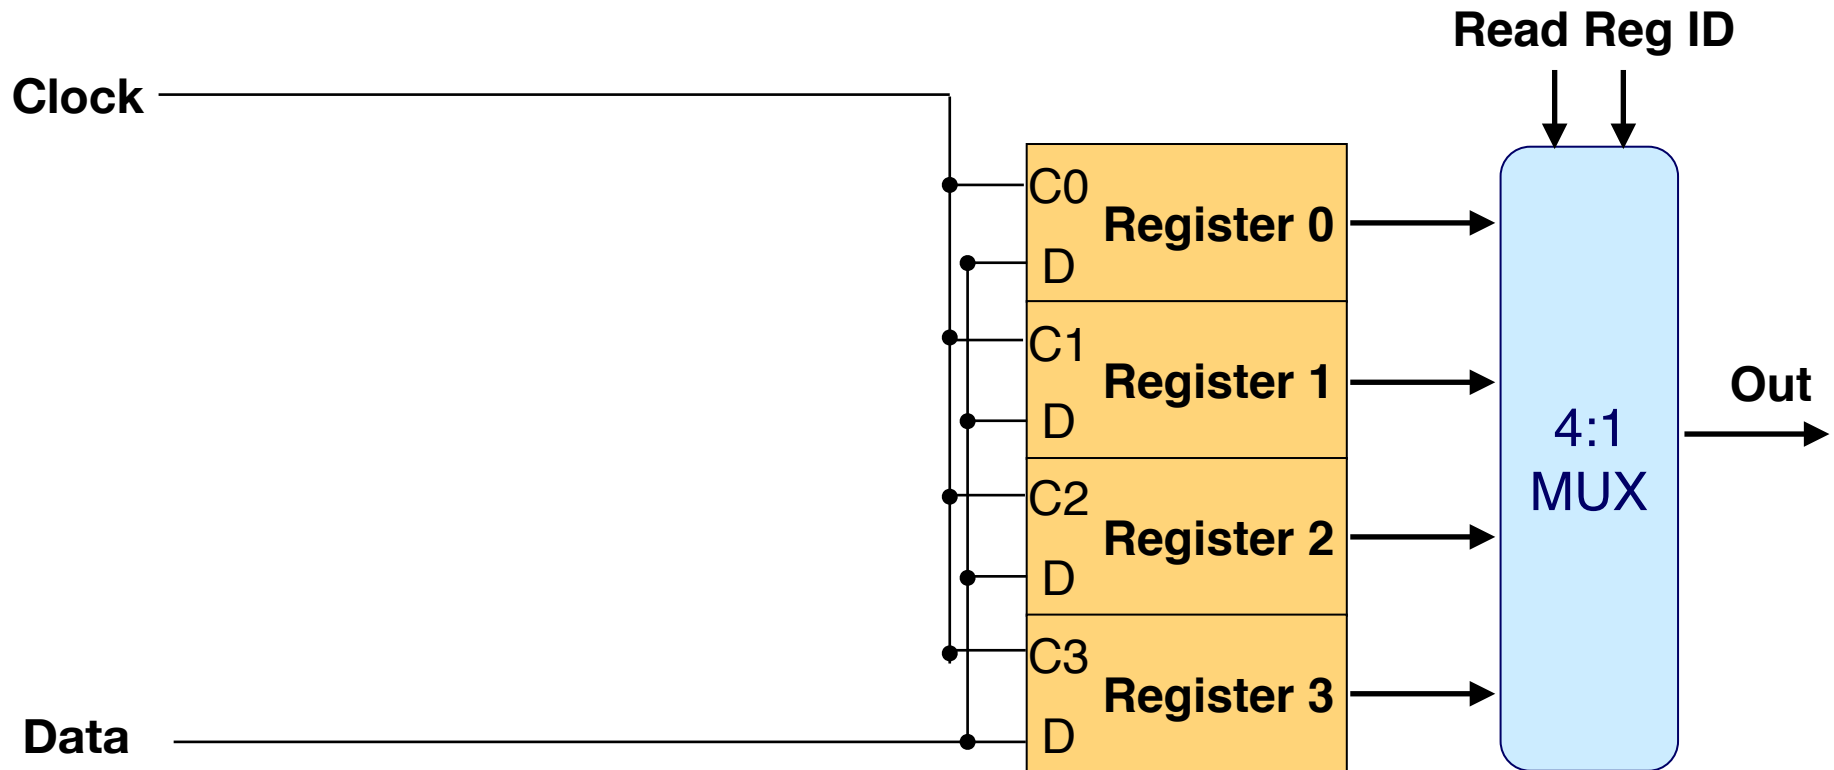 Read Reg ID
Clock
C0
Register 0
D
C1
Register 1
D
C2
Register 2
D
C3
Register 3
D
4:1
MUX
Out
Data